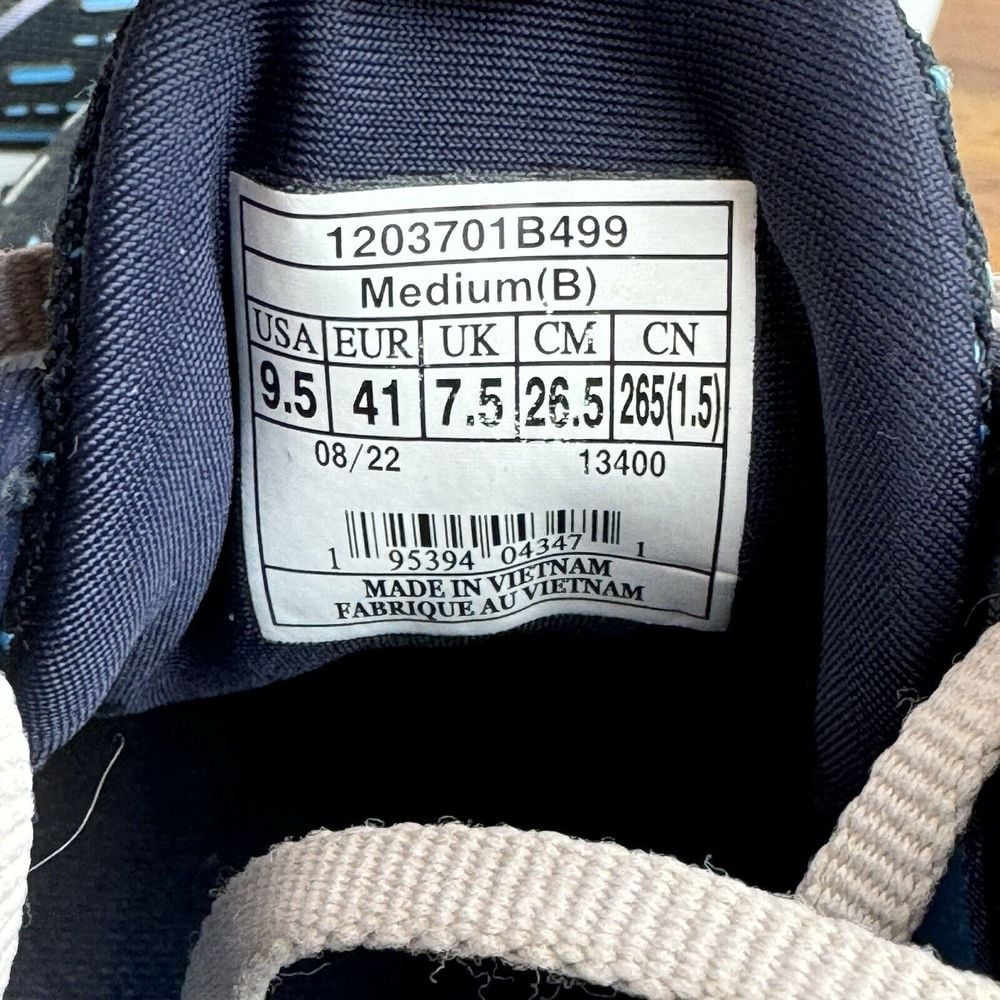 1203701B499
Medium(B)
USA EUR UK CM CN
9.5 41 7.5 26.5 265(1.5)
08/22 13400
1 95394 04347 1
MADE IN VIETNAM
FABRIQUE AU VIETNAM